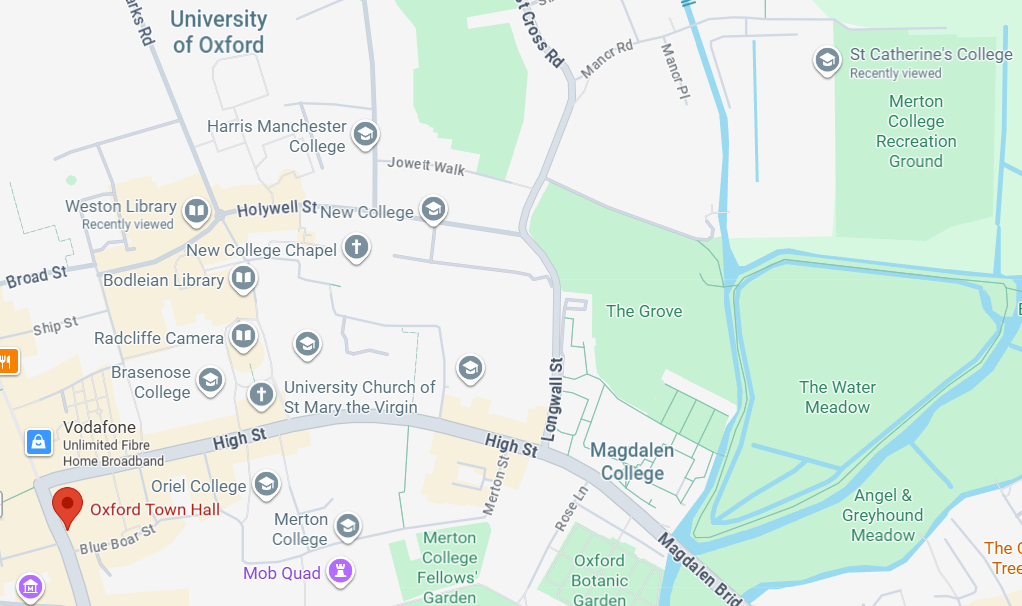 University
of Oxford
arks Rd
St Cross Rd
Manor Rd
Manor Pl
St Catherine's College
Recently viewed
Merton
College
Recreation
Ground
Harris Manchester
College
Jowett Walk
Weston Library
Recently viewed
Holywell St
New College
New College Chapel
Broad St
Bodleian Library
Ship St
The Grove
Radcliffe Camera
Brasenose
College
University Church of
St Mary the Virgin
The Water
Meadow
Longwall St
Vodafone
Unlimited Fibre
Home Broadband
High St
High St
Magdalen
College
Oriel College
Merton St
Rose Ln
Angel &
Greyhound
Meadow
Oxford Town Hall
Blue Boar St
Merton
College
Mob Quad
Merton
College
Fellows'
Garden
Oxford
Botanic
Garden
Magdalen Brid
The C
Tree